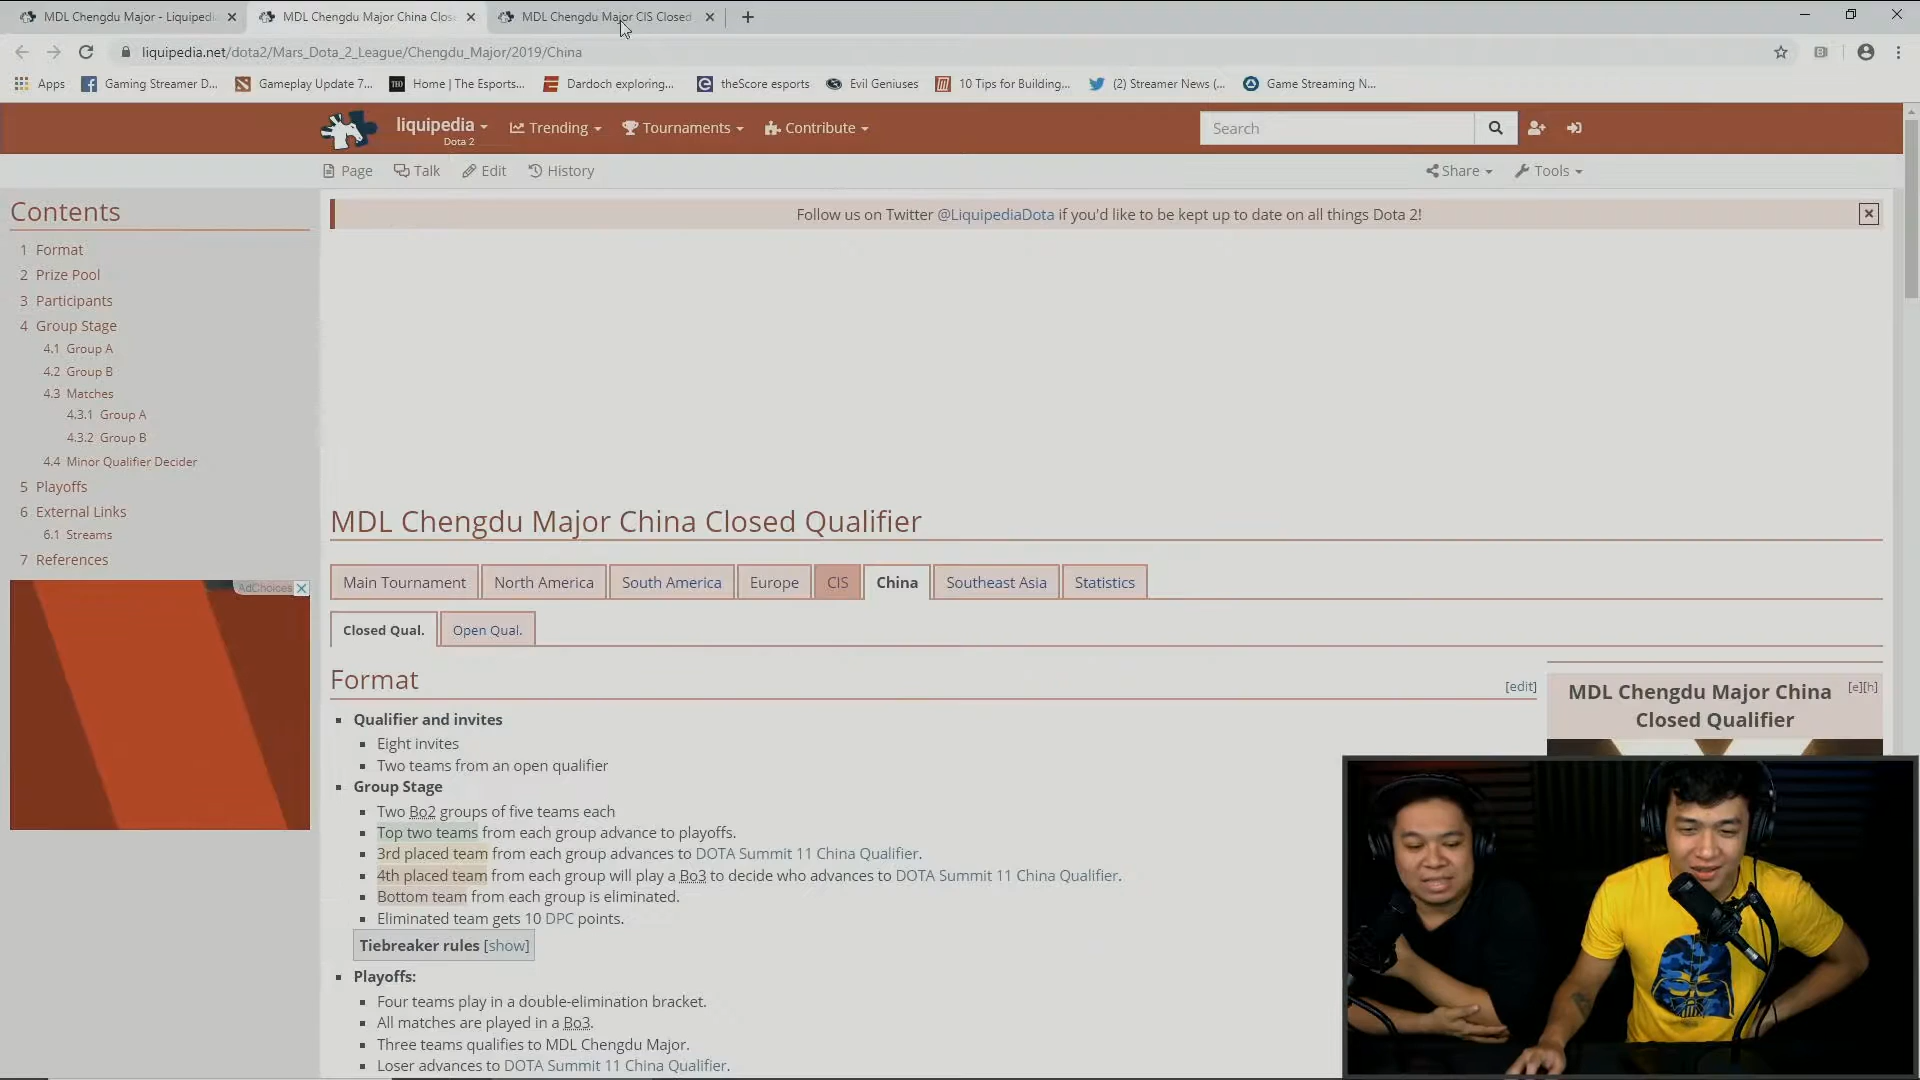 MDL Chengdu Major - Liquipedi
MDL Chengdu Major China Clos
MDL Chengdu Major CIS Closed
liquipedia.net/dota2/Mars_Dota_2_League/Chengdu_Major/2019/China
Apps
Gaming Streamer D...
Gameplay Update 7...
Home | The Esports...
Dardoch exploring...
theScore esports
Evil Geniuses
10 Tips for Building...
(2) Streamer News (...
Game Streaming N...
liquipedia
Dota 2
Trending
Tournaments
Contribute
Search
Page
Talk
Edit
History
Share
Tools
Contents
1 Format
2 Prize Pool
3 Participants
4 Group Stage
4.1 Group A
4.2 Group B
4.3 Matches
4.3.1 Group A
4.3.2 Group B
4.4 Minor Qualifier Decider
5 Playoffs
6 External Links
6.1 Streams
7 References
AdChoices
Follow us on Twitter @LiquipediaDota if you'd like to be kept up to date on all things Dota 2!
MDL Chengdu Major China Closed Qualifier
Main Tournament
North America
South America
Europe
CIS
China
Southeast Asia
Statistics
Closed Qual.
Open Qual.
Format
[edit]
Qualifier and invites
Eight invites
Two teams from an open qualifier
Group Stage
Two Bo2 groups of five teams each
Top two teams from each group advance to playoffs.
3rd placed team from each group advances to DOTA Summit 11 China Qualifier.
4th placed team from each group will play a Bo3 to decide who advances to DOTA Summit 11 China Qualifier.
Bottom team from each group is eliminated.
Eliminated team gets 10 DPC points.
Tiebreaker rules [show]
Playoffs:
Four teams play in a double-elimination bracket.
All matches are played in a Bo3.
Three teams qualifies to MDL Chengdu Major.
Loser advances to DOTA Summit 11 China Qualifier.
MDL Chengdu Major China
Closed Qualifier
[e][h]